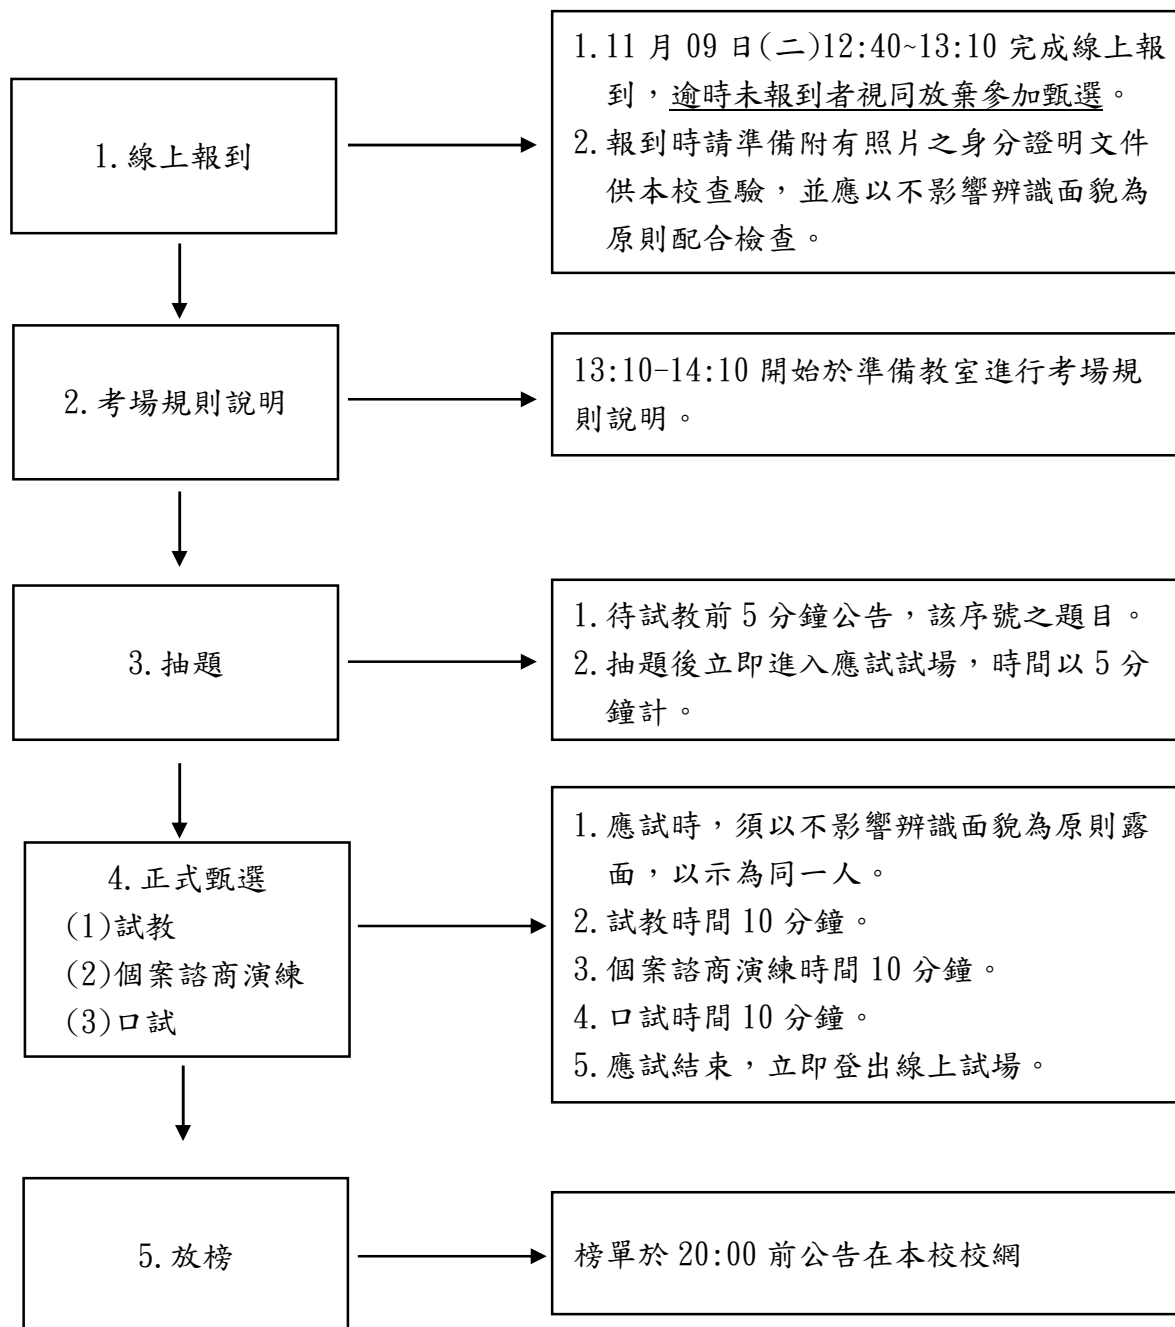 1.線上報到
1.11 月 09 日(二)12:40~13:10 完成線上報
到，逾時未報到者視同放棄參加甄選。
2.報到時請準備附有照片之身分證明文件
供本校查驗，並應以不影響辨識面貌為
原則配合檢查。
2.考場規則說明
13:10-14:10 開始於準備教室進行考場規
則說明。
3.抽題
1.待試教前 5 分鐘公告，該序號之題目。
2.抽題後立即進入應試試場，時間以 5 分
鐘計。
4.正式甄選
(1)試教
(2)個案諮商演練
(3)口試
1.應試時，須以不影響辨識面貌為原則露
面，以示為同一人。
2.試教時間 10 分鐘。
3.個案諮商演練時間 10 分鐘。
4.口試時間 10 分鐘。
5.應試結束，立即登出線上試場。
5.放榜
榜單於 20:00 前公告在本校校網